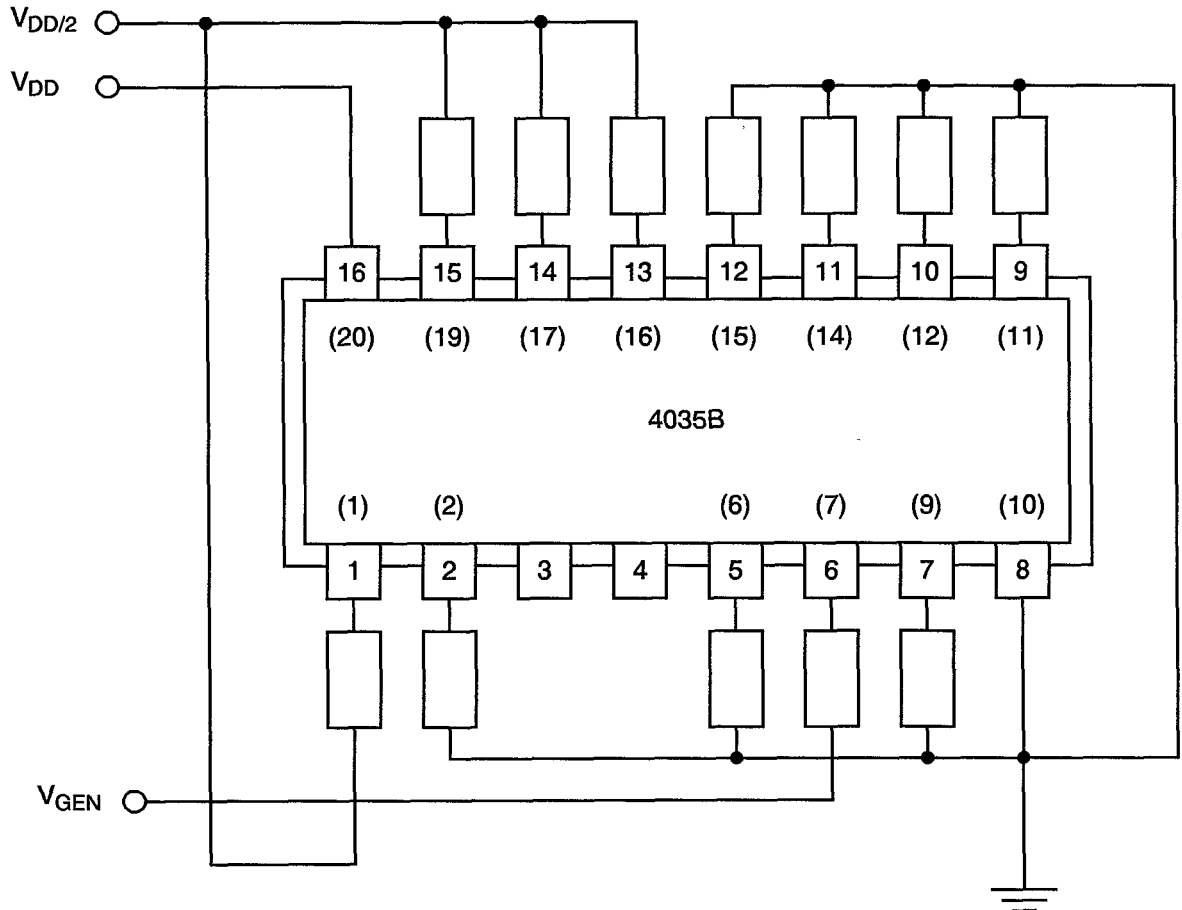 VDD/2
VDD
16 15 14 13 12 11 10 9
(20) (19) (17) (16) (15) (14) (12) (11)
4035B
(1) (2) (6) (7) (9) (10)
1 2 3 4 5 6 7 8
VGEN